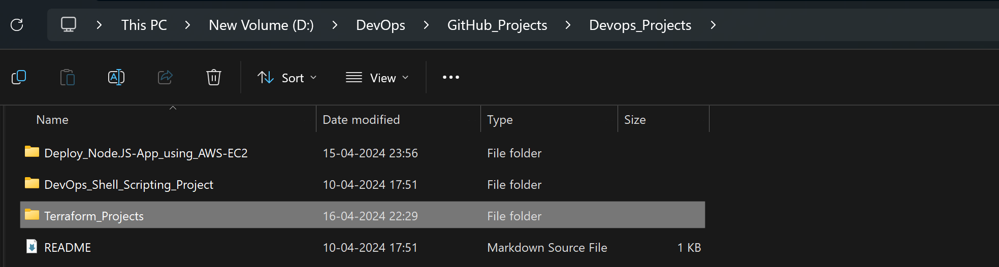 This PC > New Volume (D:) > DevOps > GitHub_Projects > Devops_Projects >
Sort View
Name Date modified Type Size
Deploy_Node.JS-App_using_AWS-EC2 15-04-2024 23:56 File folder
DevOps_Shell_Scripting_Project 10-04-2024 17:51 File folder
Terraform_Projects 16-04-2024 22:29 File folder
README 10-04-2024 17:51 Markdown Source File 1 KB